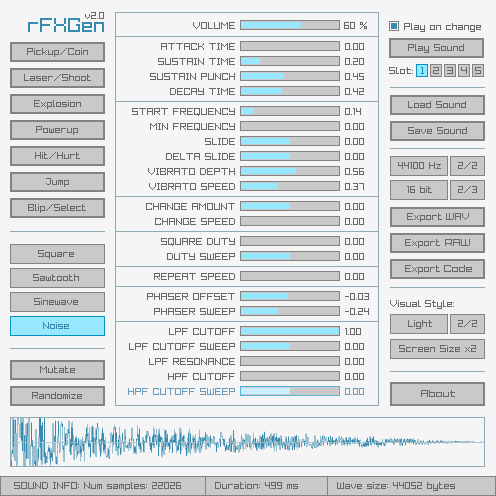 rFXGen
v2.0
Pickup/Coin
Laser/Shoot
Explosion
Powerup
Hit/Hurt
Jump
Blip/Select
Square
Sawtooth
Sinewave
Noise
Mutate
Randomize
VOLUME 60 %
ATTACK TIME 0.00
SUSTAIN TIME 0.20
SUSTAIN PUNCH 0.45
DECAY TIME 0.42
START FREQUENCY 0.14
MIN FREQUENCY 0.00
SLIDE 0.00
DELTA SLIDE 0.00
VIBRATO DEPTH 0.56
VIBRATO SPEED 0.37
CHANGE AMOUNT 0.00
CHANGE SPEED 0.00
SQUARE DUTY 0.00
DUTY SWEEP 0.00
REPEAT SPEED 0.00
PHASER OFFSET -0.03
PHASER SWEEP -0.24
LPF CUTOFF 1.00
LPF CUTOFF SWEEP 0.00
LPF RESONANCE 0.00
HPF CUTOFF 0.00
HPF CUTOFF SWEEP 0.00
Play on change
Play Sound
Slot: 1 2 3 4 5
Load Sound
Save Sound
44100 Hz 2/2
16 bit 2/3
Export WAV
Export RAW
Export Code
Visual Style:
Light 2/2
Screen Size x2
About
SOUND INFO: Num samples: 22026 Duration: 499 ms Wave size: 44052 bytes